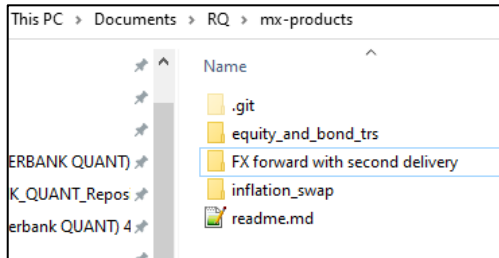 This PC > Documents > RQ > mx-products
Name
.git
equity_and_bond_trs
ERBANK QUANT) FX forward with second delivery
K_QUANT_Repos inflation_swap
erbank QUANT) 4 readme.md